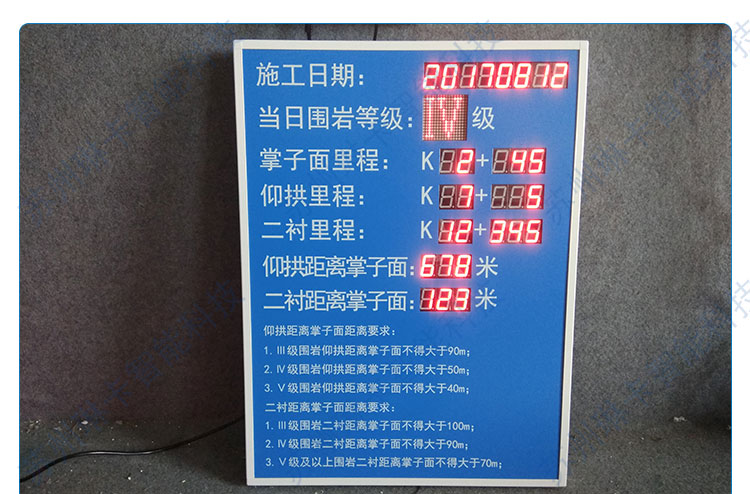 施工日期： 20170812
当日围岩等级：Ⅳ级
掌子面里程： K 2+ 45
仰拱里程： K 7+ 5
二衬里程： K 12+345
仰拱距离掌子面：678米
二衬距离掌子面：123米
仰拱距离掌子面距离要求：
1.Ⅲ级围岩仰拱距离掌子面不得大于90m；
2.Ⅳ级围岩仰拱距离掌子面不得大于50m；
3.Ⅴ级围岩仰拱距离掌子面不得大于40m；
二衬距离掌子面距离要求：
1.Ⅲ级围岩二衬距离掌子面不得大于100m；
2.Ⅳ级围岩二衬距离掌子面不得大于90m；
3.Ⅴ级及以上围岩二衬距离掌子面不得大于70m；